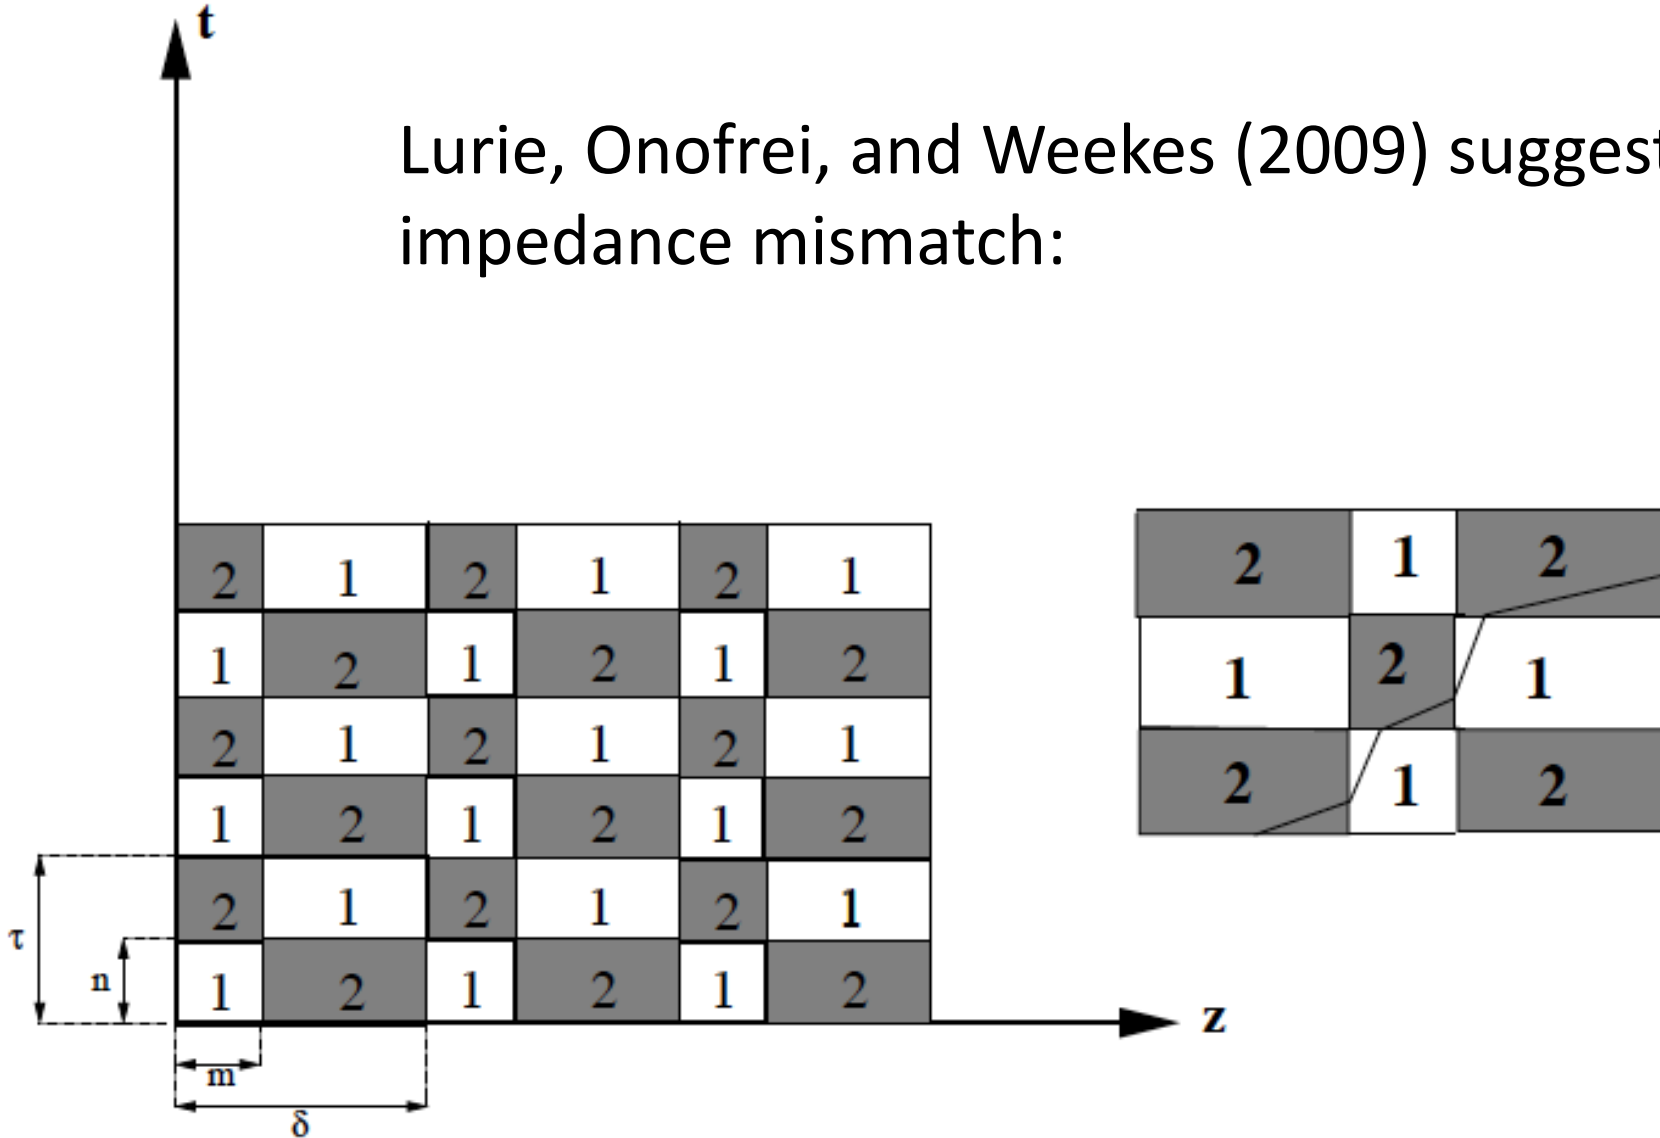 t
Lurie, Onofrei, and Weekes (2009) suggest
impedance mismatch:
2 1 2 1 2 1
1 2 1 2 1 2
2 1 2 1 2 1
1 2 1 2 1 2
2 1 2 1 2 1
1 2 1 2 1 2
τ
n
m
δ
z
2 1 2
1 2 1
2 1 2